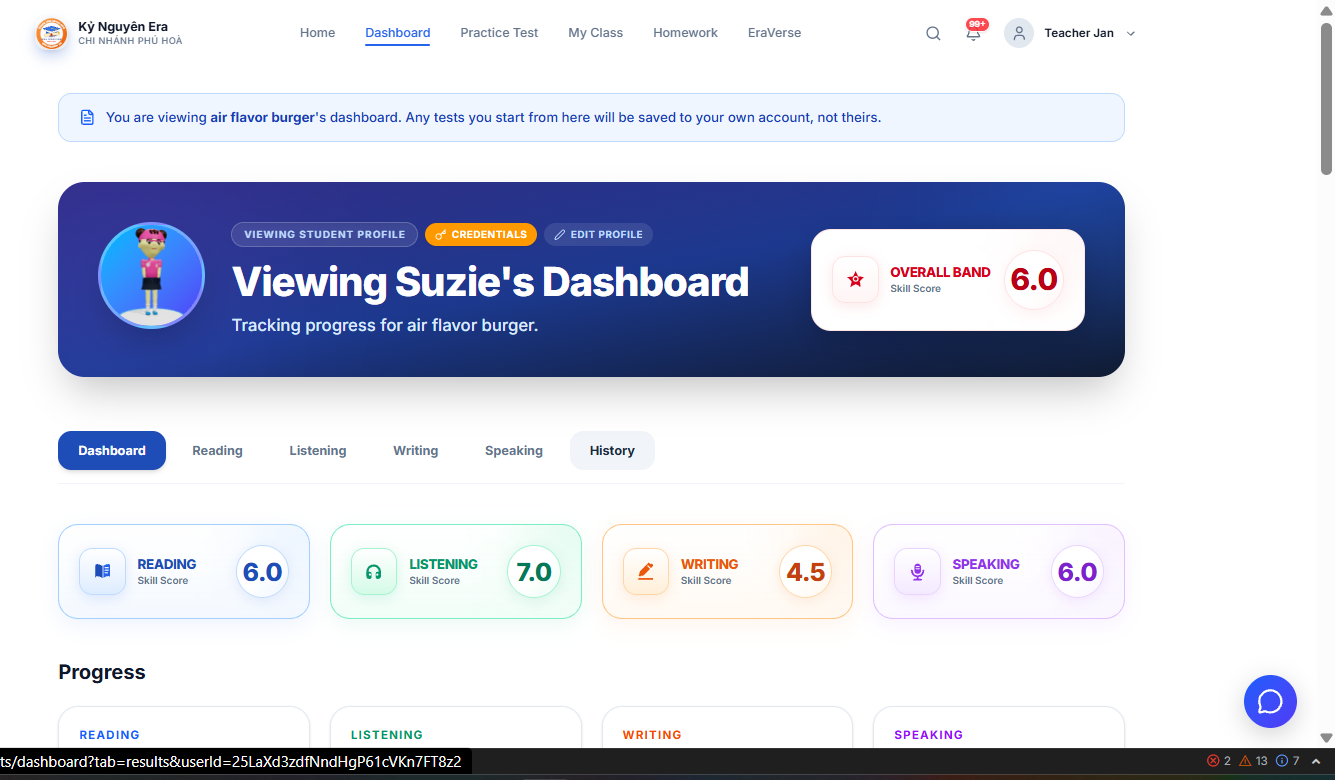 Kỷ Nguyên Era
CHI NHÁNH PHÚ HOÀ
Home Dashboard Practice Test My Class Homework EraVerse
99+
Teacher Jan
You are viewing air flavor burger's dashboard. Any tests you start from here will be saved to your own account, not theirs.
VIEWING STUDENT PROFILE CREDENTIALS EDIT PROFILE
Viewing Suzie's Dashboard
Tracking progress for air flavor burger.
OVERALL BAND
Skill Score
6.0
Dashboard Reading Listening Writing Speaking History
READING
Skill Score
6.0
LISTENING
Skill Score
7.0
WRITING
Skill Score
4.5
SPEAKING
Skill Score
6.0
Progress
READING LISTENING WRITING SPEAKING
ts/dashboard?tab=results&userId=25LaXd3zdfNndHgP61cVKn7FT8z2
2 13 7